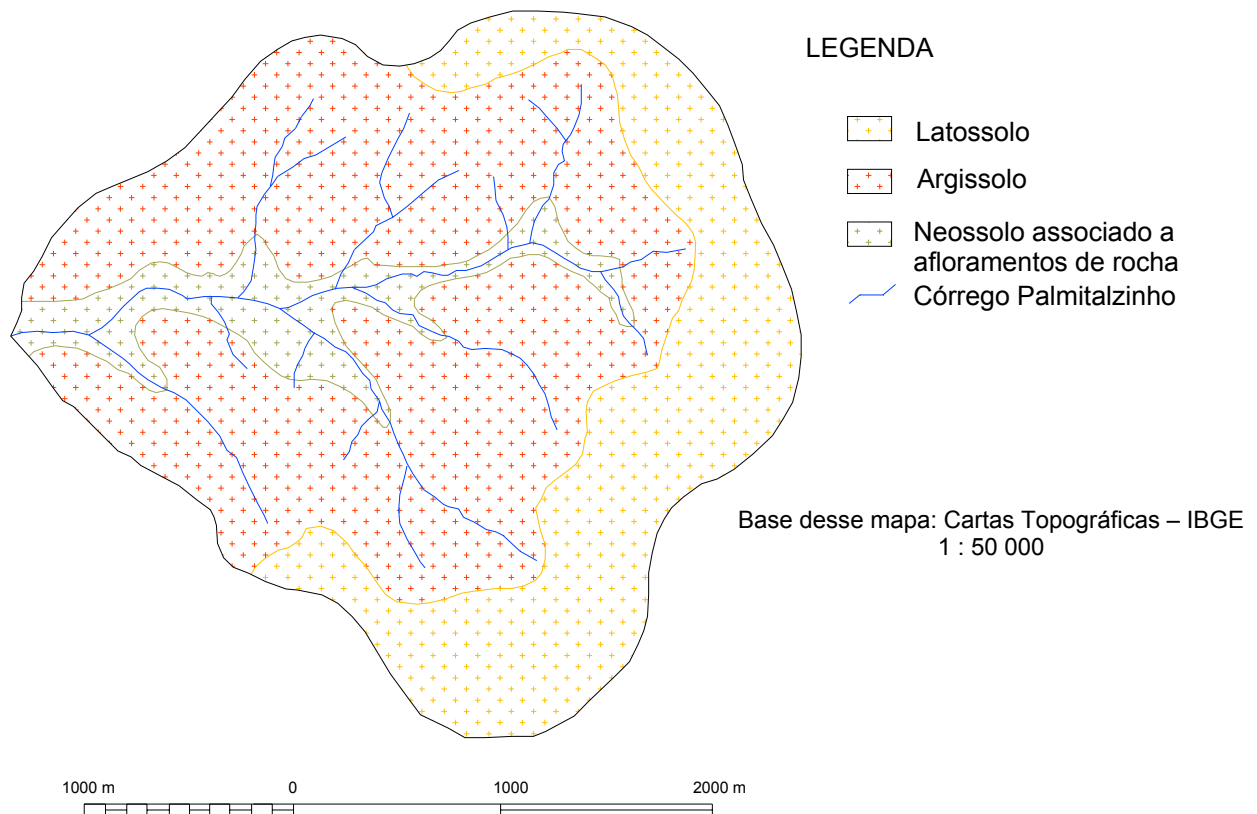 LEGENDA
Latossolo
Argissolo
Neossolo associado a
afloramentos de rocha
Córrego Palmitalzinho
Base desse mapa: Cartas Topográficas – IBGE
1 : 50 000
1000 m 0 1000 2000 m